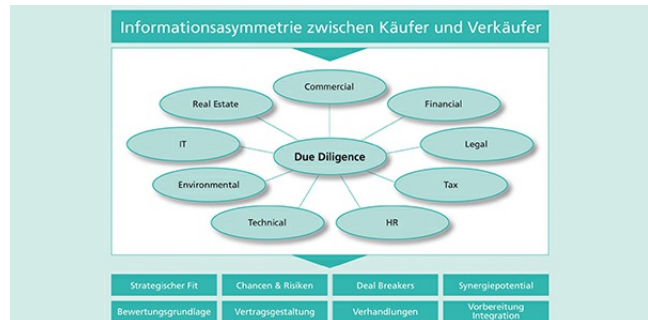 Informationsasymmetrie zwischen Käufer und Verkäufer
Commercial
Real Estate
Financial
IT
Due Diligence
Legal
Environmental
Tax
Technical
HR
Strategischer Fit
Chancen & Risiken
Deal Breakers
Synergiepotential
Bewertungsgrundlage
Vertragsgestaltung
Verhandlungen
Vorbereitung
Integration